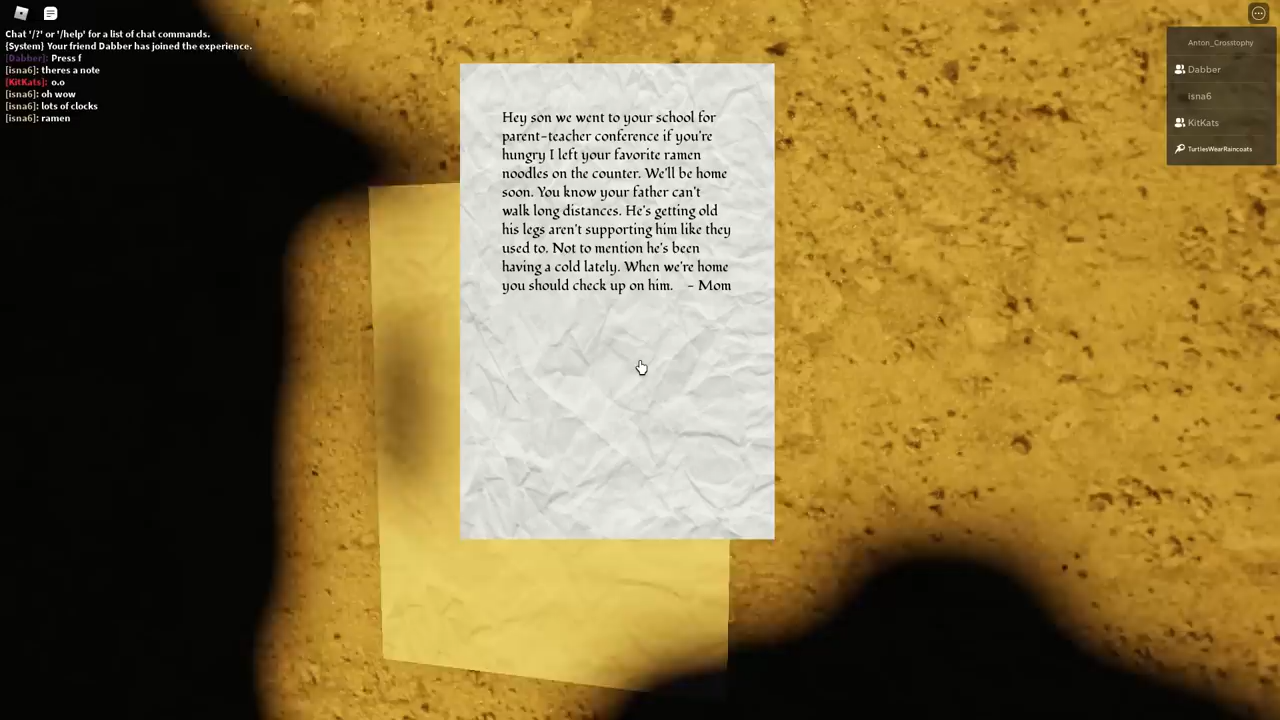 Chat '/?' or '/help' for a list of chat commands.
{System} Your friend Dabber has joined the experience.
[Dabber]: Press f
[isna6]: theres a note
[KitKats]: o.o
[isna6]: oh wow
[isna6]: lots of clocks
[isna6]: ramen
Hey son we went to your school for
parent-teacher conference if you're
hungry I left your favorite ramen
noodles on the counter. We'll be home
soon. You know your father can't
walk long distances. He's getting old
his legs aren't supporting him like they
used to. Not to mention he's been
having a cold lately. When we're home
you should check up on him. - Mom
Anton_Crosstophy
Dabber
isna6
KitKats
TurtlesWearRaincoats